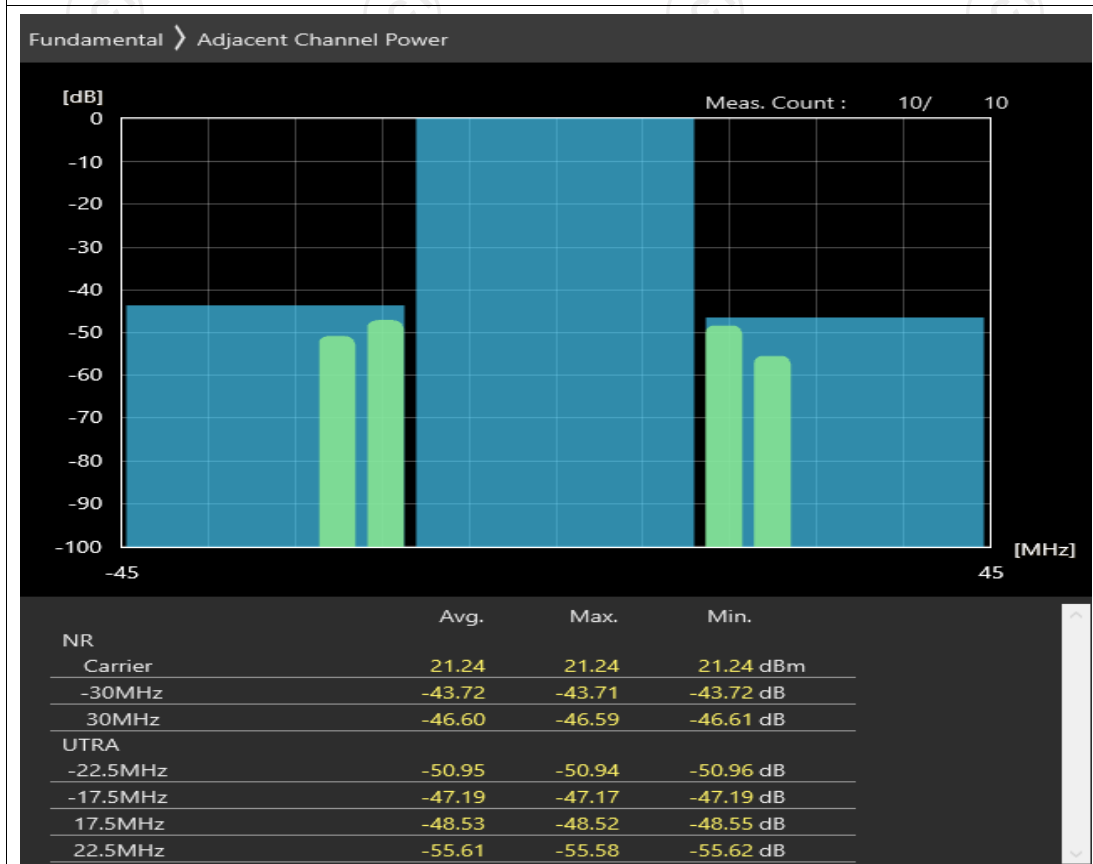 Fundamental 》 Adjacent Channel Power
[dB]
Meas. Count : 10/ 10
0
-10
-20
-30
-40
-50
-60
-70
-80
-90
-100
[MHz]
-45 45
Avg. Max. Min.
NR
Carrier 21.24 21.24 21.24 dBm
-30MHz -43.72 -43.71 -43.72 dB
30MHz -46.60 -46.59 -46.61 dB
UTRA
-22.5MHz -50.95 -50.94 -50.96 dB
-17.5MHz -47.19 -47.17 -47.19 dB
17.5MHz -48.53 -48.52 -48.55 dB
22.5MHz -55.61 -55.58 -55.62 dB